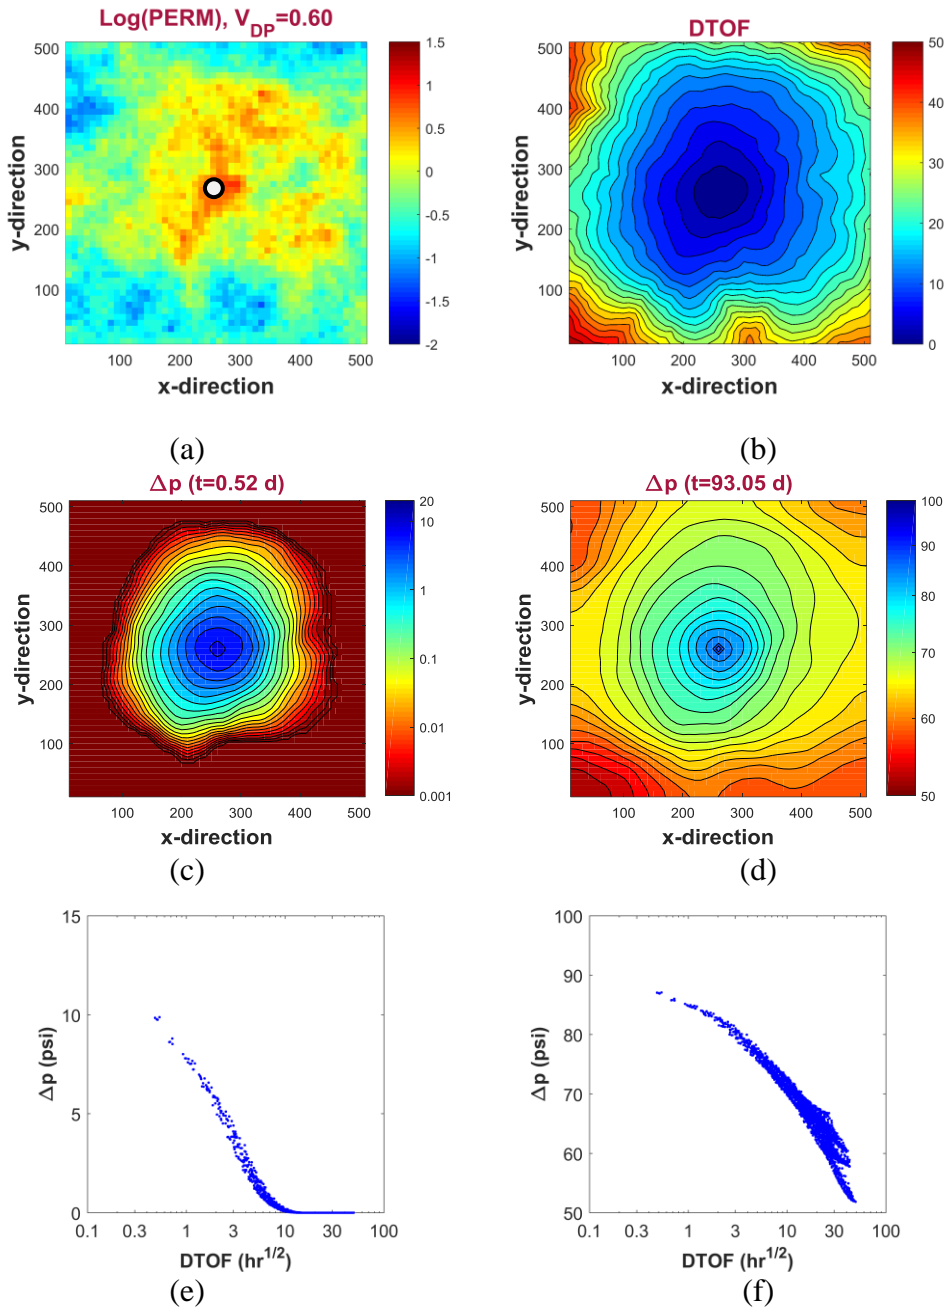 Log(PERM), V_DP=0.60
DTOF
500
400
300
200
100
y-direction
100 200 300 400 500
x-direction
1.5
1
0.5
0
-0.5
-1
-1.5
-2
500
400
300
200
100
y-direction
100 200 300 400 500
x-direction
50
40
30
20
10
0
(a)
(b)
Δp (t=0.52 d)
Δp (t=93.05 d)
500
400
300
200
100
y-direction
100 200 300 400 500
x-direction
20
10
1
0.1
0.01
0.001
500
400
300
200
100
y-direction
100 200 300 400 500
x-direction
100
90
80
70
60
50
(c)
(d)
15
10
5
0
Δp (psi)
0.1 1 3 10 30 100
DTOF (hr^1/2)
100
90
80
70
60
50
Δp (psi)
0.1 1 3 10 30 100
DTOF (hr^1/2)
(e)
(f)